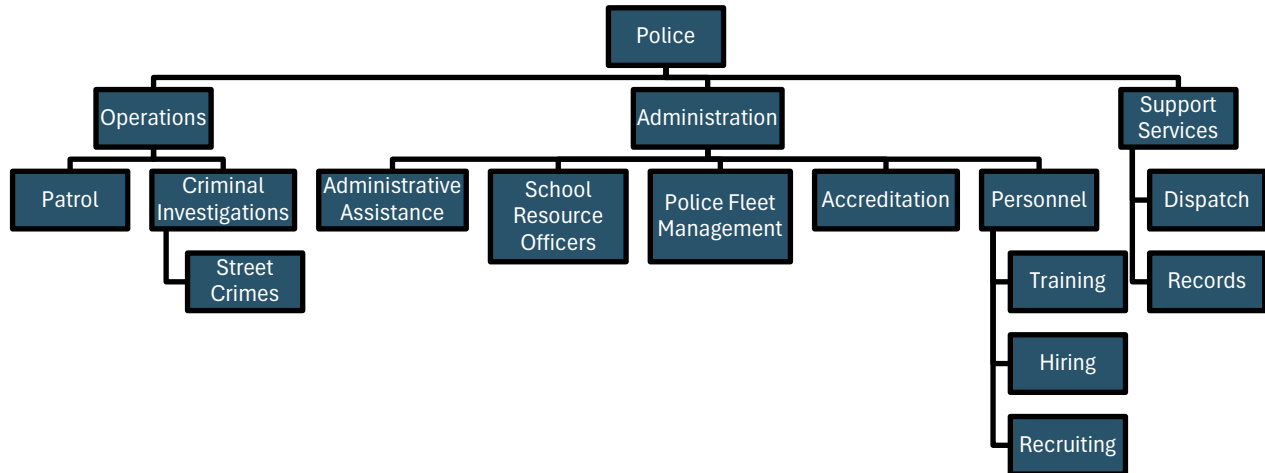 Police
Operations
Administration
Support
Services
Patrol
Criminal
Investigations
Administrative
Assistance
School
Resource
Officers
Police Fleet
Management
Accreditation
Personnel
Dispatch
Street
Crimes
Training
Records
Hiring
Recruiting